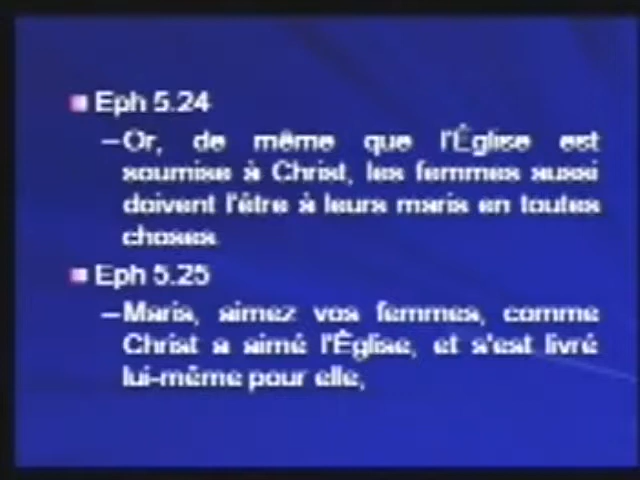 Eph 5.24
–Or, de même que l'Église est
soumise à Christ, les femmes aussi
doivent l'être à leurs maris en toutes
choses.
Eph 5.25
–Maris, aimez vos femmes, comme
Christ a aimé l'Église, et s'est livré
lui-même pour elle,